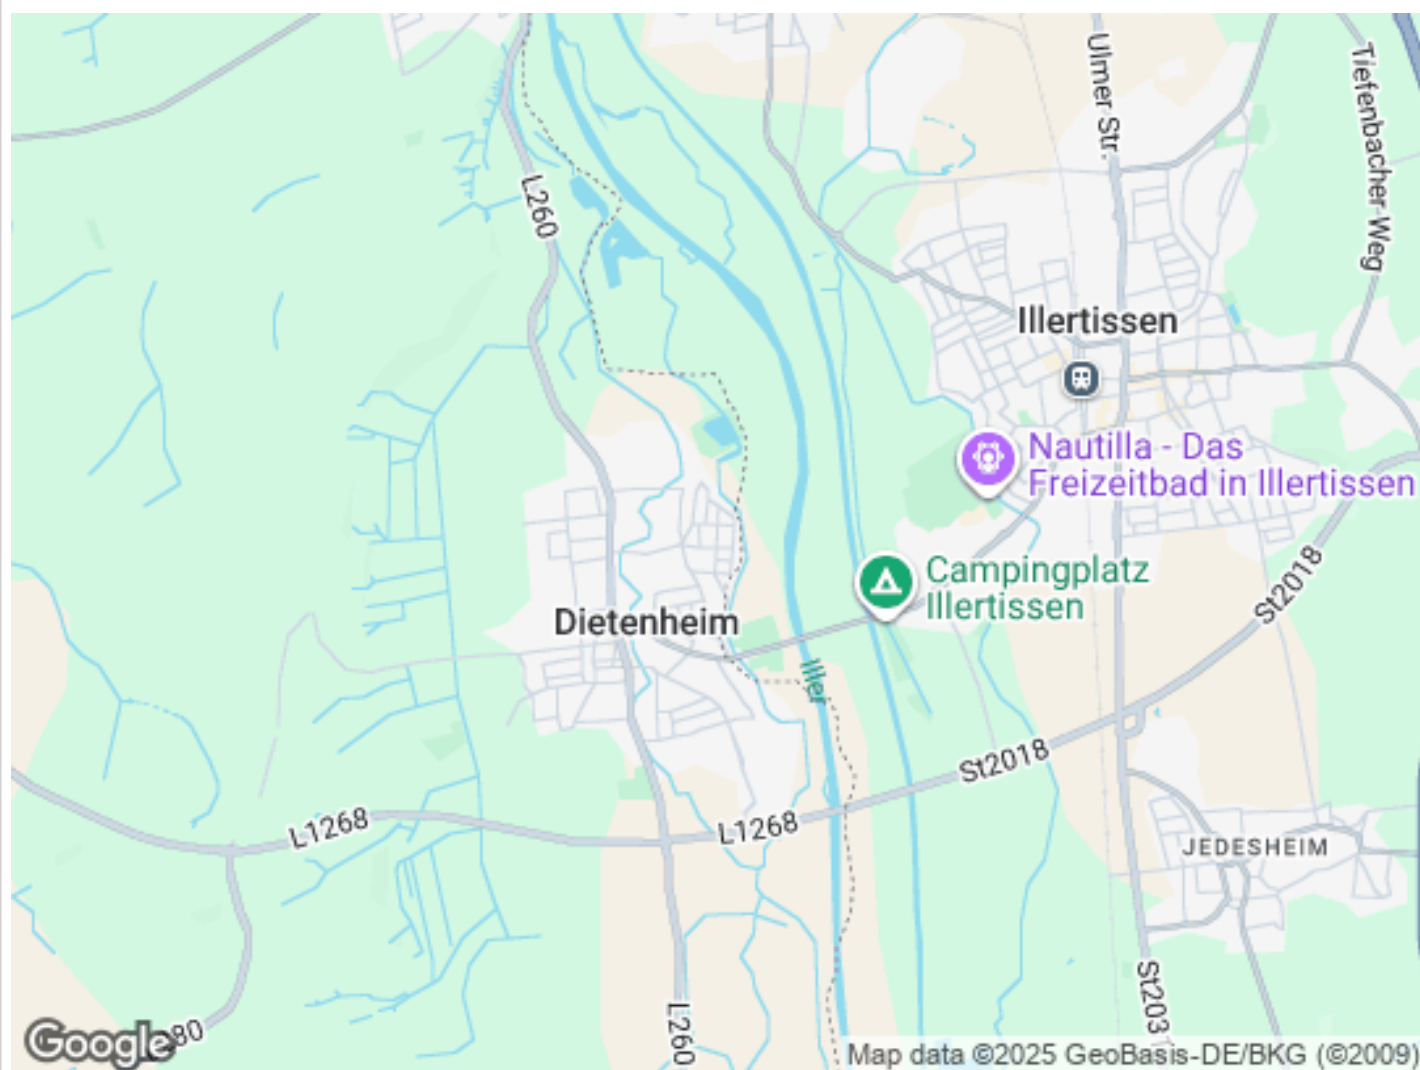 Ulmer Str.
Tiefenbacher Weg
L260
Illertissen
Nautilla - Das
Freizeitbad in Illertissen
Campingplatz
Illertissen
St2018
Dietenheim
Iller
St2018
L1268
L1268
JEDESHEIM
L260
St203
Google
80
Map data ©2025 GeoBasis-DE/BKG (©2009)